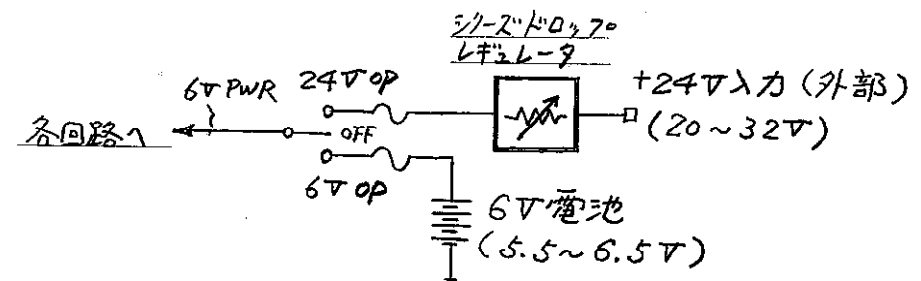 シリーズドロップ
レギュレータ
6V PWR
24V OP
+24V入力(外部)
(20~32V)
各回路へ
OFF
6V OP
6V電池
(5.5~6.5V)